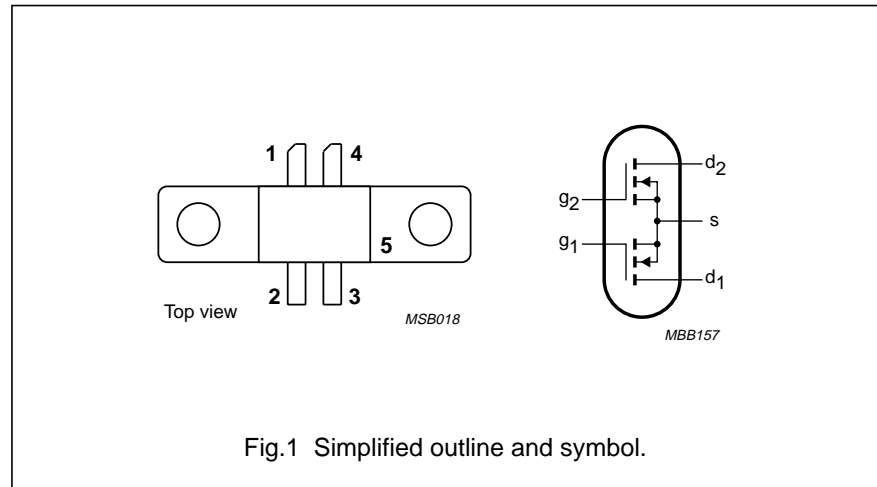 1
4
5
2
3
Top view
MSB018
d2
g2
s
g1
d1
MBB157
Fig.1 Simplified outline and symbol.